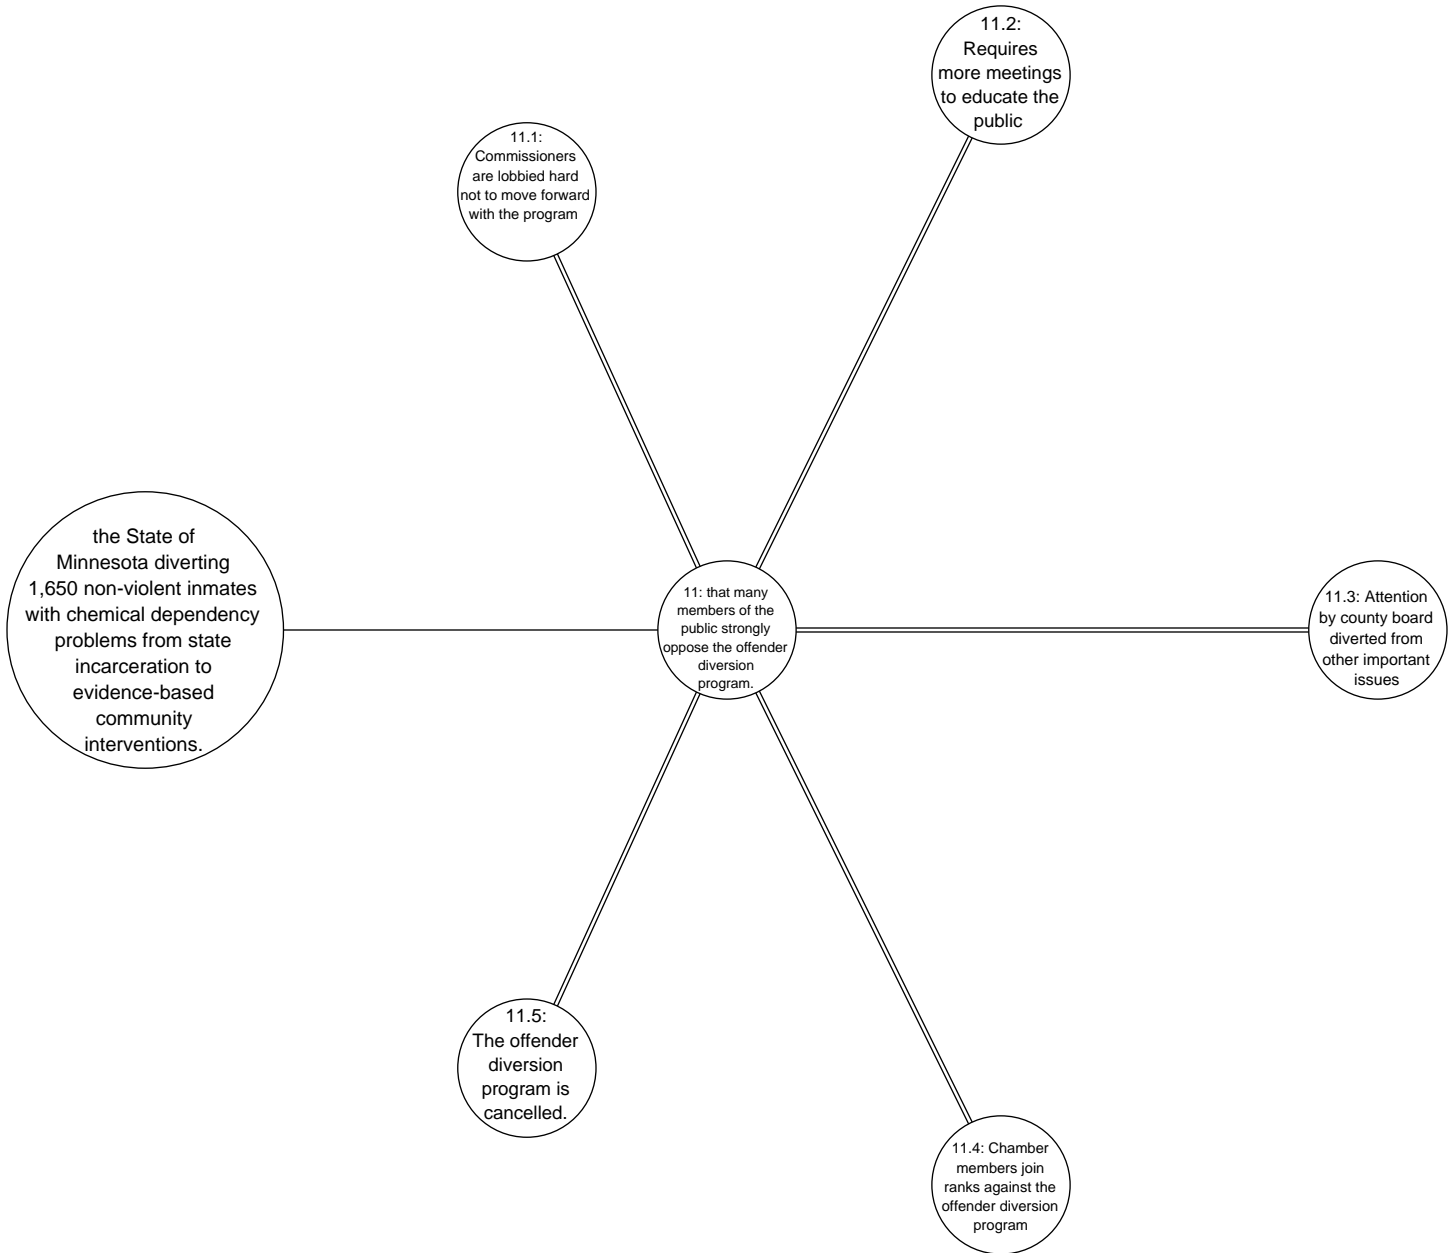 11.2:
Requires
more meetings
to educate the
public
11.1:
Commissioners
are lobbied hard
not to move forward
with the program
the State of
Minnesota diverting
1,650 non-violent inmates
with chemical dependency
problems from state
incarceration to
evidence-based
community
interventions.
11: that many
members of the
public strongly
oppose the offender
diversion
program.
11.3: Attention
by county board
diverted from
other important
issues
11.5:
The offender
diversion
program is
cancelled.
11.4: Chamber
members join
ranks against the
offender diversion
program